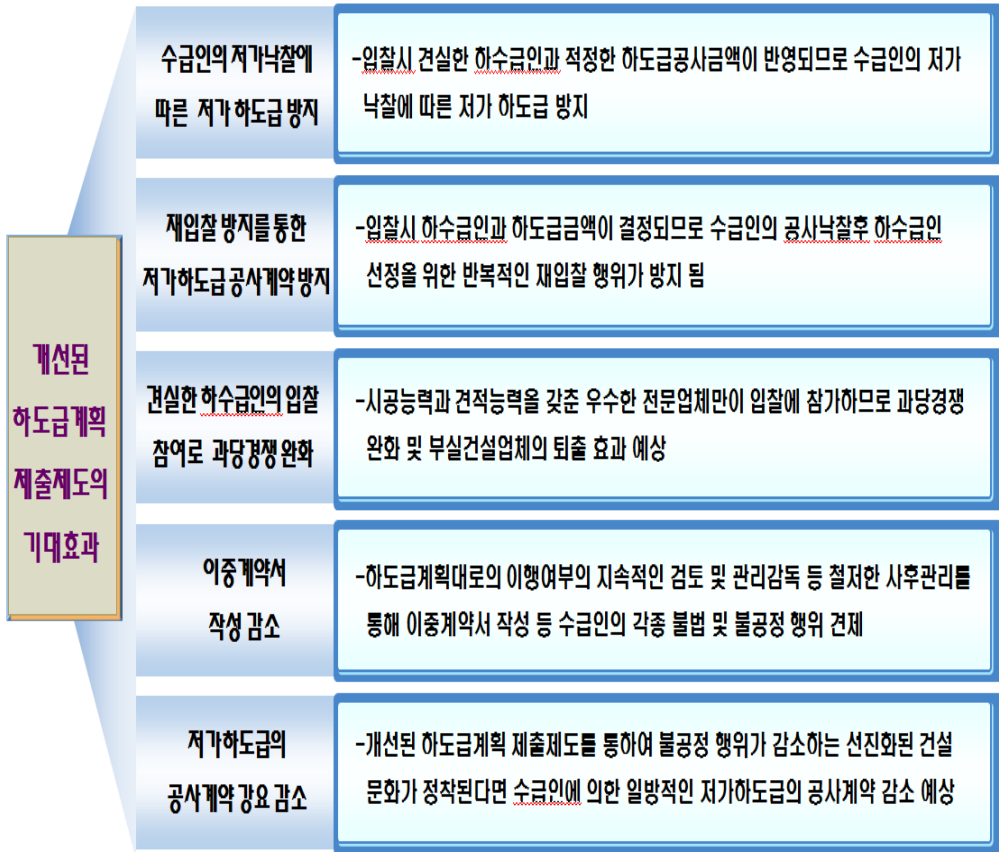 개선된
하도급계획
제출제도의
기대효과
수급인의 저가낙찰에
따른 저가 하도급 방지
-입찰시 견실한 하수급인과 적정한 하도급공사금액이 반영되므로 수급인의 저가
낙찰에 따른 저가 하도급 방지
재입찰 방지를 통한
저가하도급 공사계약 방지
-입찰시 하수급인과 하도급금액이 결정되므로 수급인의 공사낙찰후 하수급인
선정을 위한 반복적인 재입찰 행위가 방지 됨
견실한 하수급인의 입찰
참여로 과당경쟁 완화
-시공능력과 견적능력을 갖춘 우수한 전문업체만이 입찰에 참가하므로 과당경쟁
완화 및 부실건설업체의 퇴출 효과 예상
이중계약서
작성 감소
-하도급계획대로의 이행여부의 지속적인 검토 및 관리감독 등 철저한 사후관리를
통해 이중계약서 작성 등 수급인의 각종 불법 및 불공정 행위 견제
저가하도급의
공사계약 강요 감소
-개선된 하도급계획 제출제도를 통하여 불공정 행위가 감소하는 선진화된 건설
문화가 정착된다면 수급인에 의한 일방적인 저가하도급의 공사계약 감소 예상